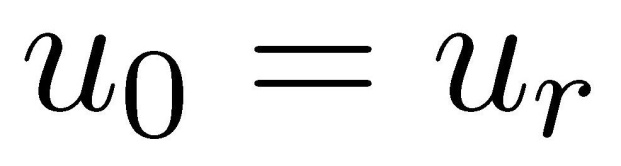 u_0 = u_r